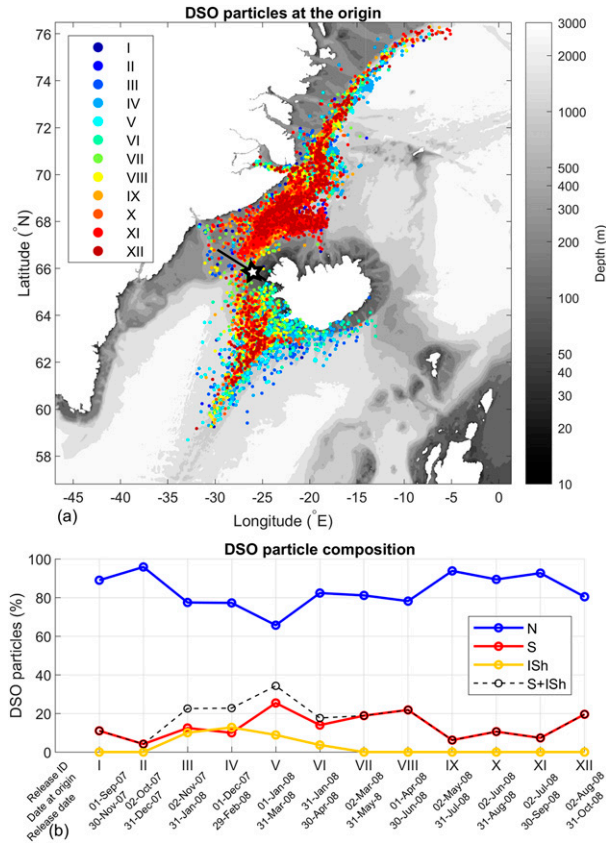 DSO particles at the origin
I
II
III
IV
V
VI
VII
VIII
IX
X
XI
XII
Latitude (°N)
76
74
72
70
68
66
64
62
60
58
-45 -40 -35 -30 -25 -20 -15 -10 -5 0
(a)
Longitude (°E)
3000
2000
1000
500
400
300
200
100
50
40
30
20
10
Depth (m)
DSO particle composition
DSO particles (%)
100
80
60
40
20
0
N
S
ISh
S+ISh
Release ID
Date at origin
Release date
I II III IV V VI VII VIII IX X XI XII
01-Sep-07
30-Nov-07
02-Oct-07
31-Dec-07
02-Nov-07
31-Jan-08
01-Dec-07
29-Feb-08
01-Jan-08
31-Mar-08
31-Jan-08
30-Apr-08
02-Mar-08
31-May-8
01-Apr-08
30-Jun-08
02-May-08
31-Jul-08
02-Jun-08
31-Aug-08
02-Jul-08
30-Sep-08
02-Aug-08
31-Oct-08
(b)